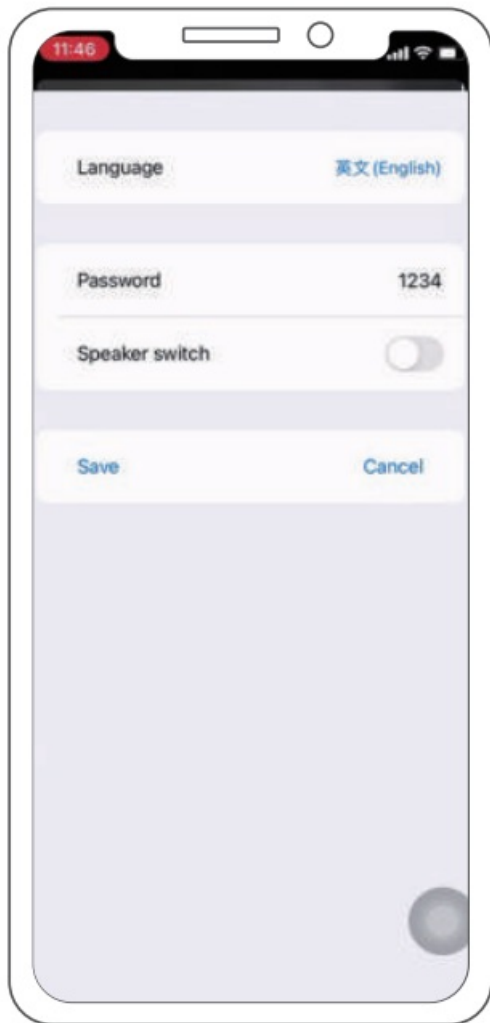 11:46
Language 英文 (English)
Password 1234
Speaker switch
Save Cancel